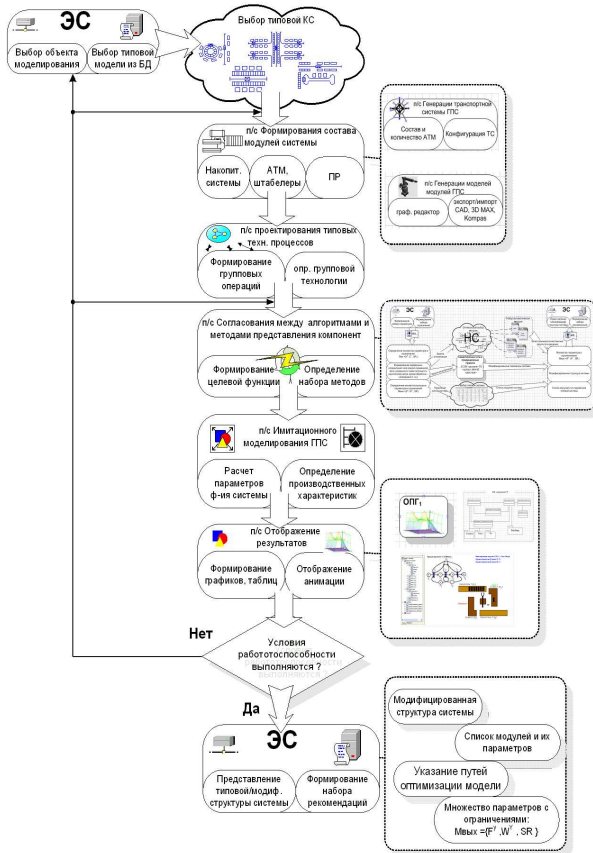 ЭС
Выбор объекта
моделирования
Выбор типовой
модели из БД
Выбор типовой КС
п/с Формирования состава
модулей системы
Накопит.
системы
АТМ,
штабелеры
ПР
п/с Генерации транспортной
системы ГПС
Состав и
количество АТМ
Конфигурация ТС
п/с Генерации моделей
модулей ГПС
граф. редактор
экспорт/импорт
CAD, 3D MAX,
Kompas
п/с проектирования типовых
техн. процессов
Формирование
групповых
операций
опр. групповой
технологии
п/с Согласования между алгоритмами и
методами представления компонент
Формирование
целевой функции
Определение
набора методов
ЭС
ЭС
НС
п/с Имитационного
моделирования ГПС
Расчет
параметров
ф-ия системы
Определение
производственных
характеристик
п/с Отображение
результатов
Формирование
графиков, таблиц
Отображение
анимации
ОПГ1
Нет
Условия
работотоспособности
выполняются ?
Да
ЭС
Представление
типовой/модиф.
структуры системы
Формирование
набора
рекомендаций
Модифицированная
структура системы
Список модулей и их
параметров
Указание путей
оптимизации модели
Множество параметров с
ограничениями:
Mвых ={F^Y ,W^Y , SR }